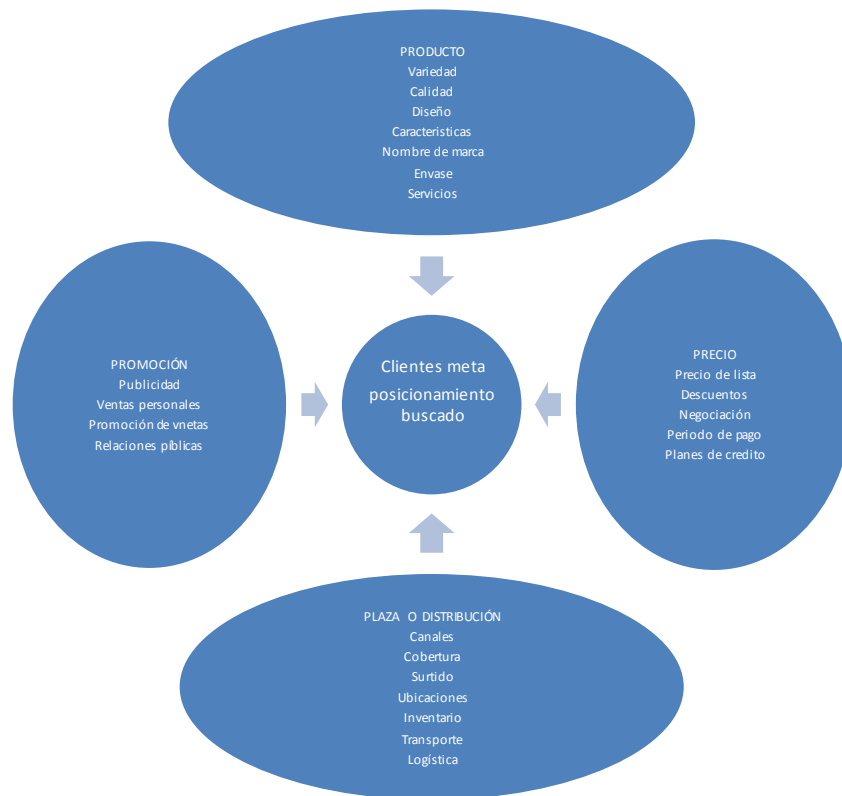 PRODUCTO
Variedad
Calidad
Diseño
Caracteristicas
Nombre de marca
Envase
Servicios
PROMOCIÓN
Publicidad
Ventas personales
Promoción de vnetas
Relaciones píblicas
Clientes meta
posicionamiento
buscado
PRECIO
Precio de lista
Descuentos
Negociación
Periodo de pago
Planes de credito
PLAZA O DISTRIBUCIÓN
Canales
Cobertura
Surtido
Ubicaciones
Inventario
Transporte
Logística